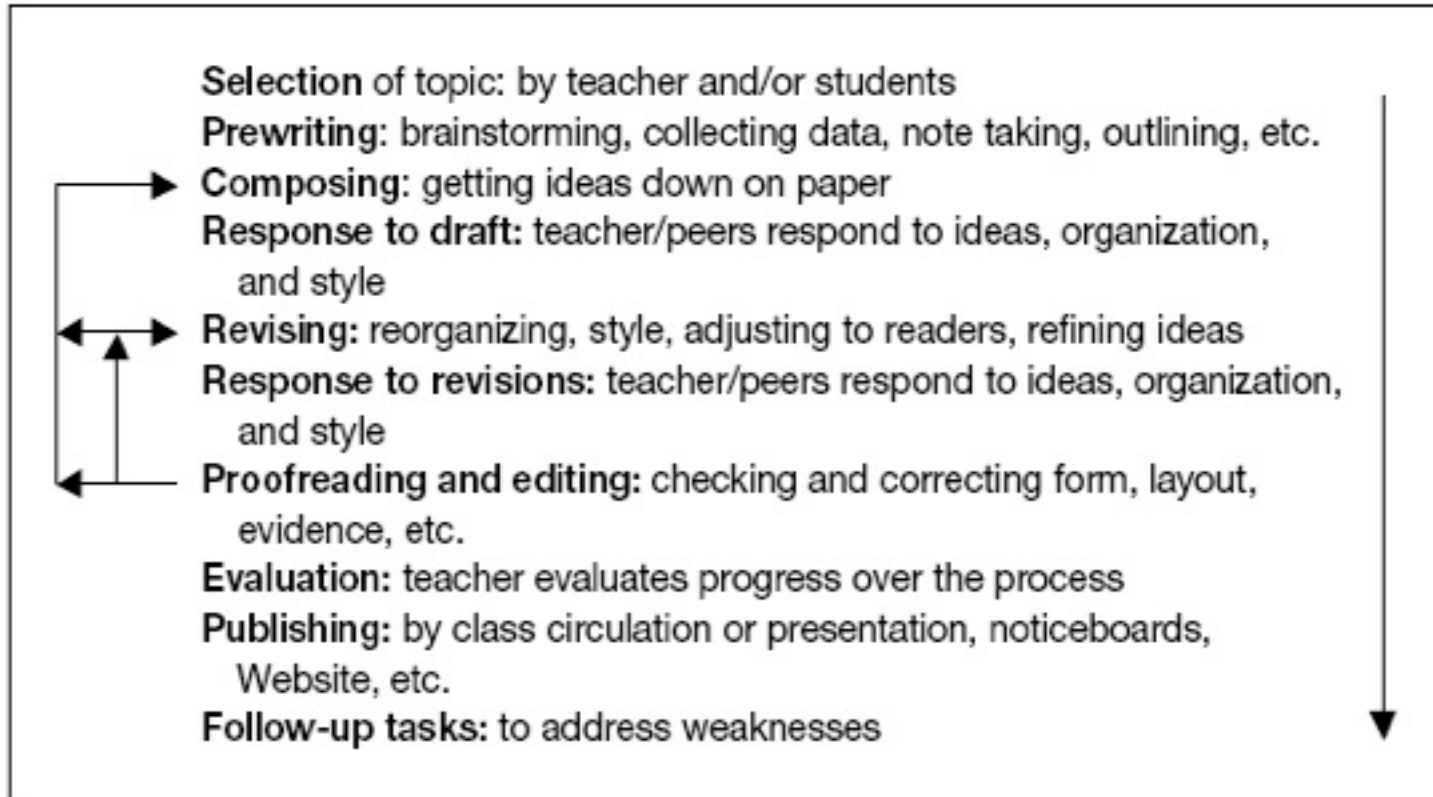 Selection of topic: by teacher and/or students
Prewriting: brainstorming, collecting data, note taking, outlining, etc.
Composing: getting ideas down on paper
Response to draft: teacher/peers respond to ideas, organization,
and style
Revising: reorganizing, style, adjusting to readers, refining ideas
Response to revisions: teacher/peers respond to ideas, organization,
and style
Proofreading and editing: checking and correcting form, layout,
evidence, etc.
Evaluation: teacher evaluates progress over the process
Publishing: by class circulation or presentation, noticeboards,
Website, etc.
Follow-up tasks: to address weaknesses